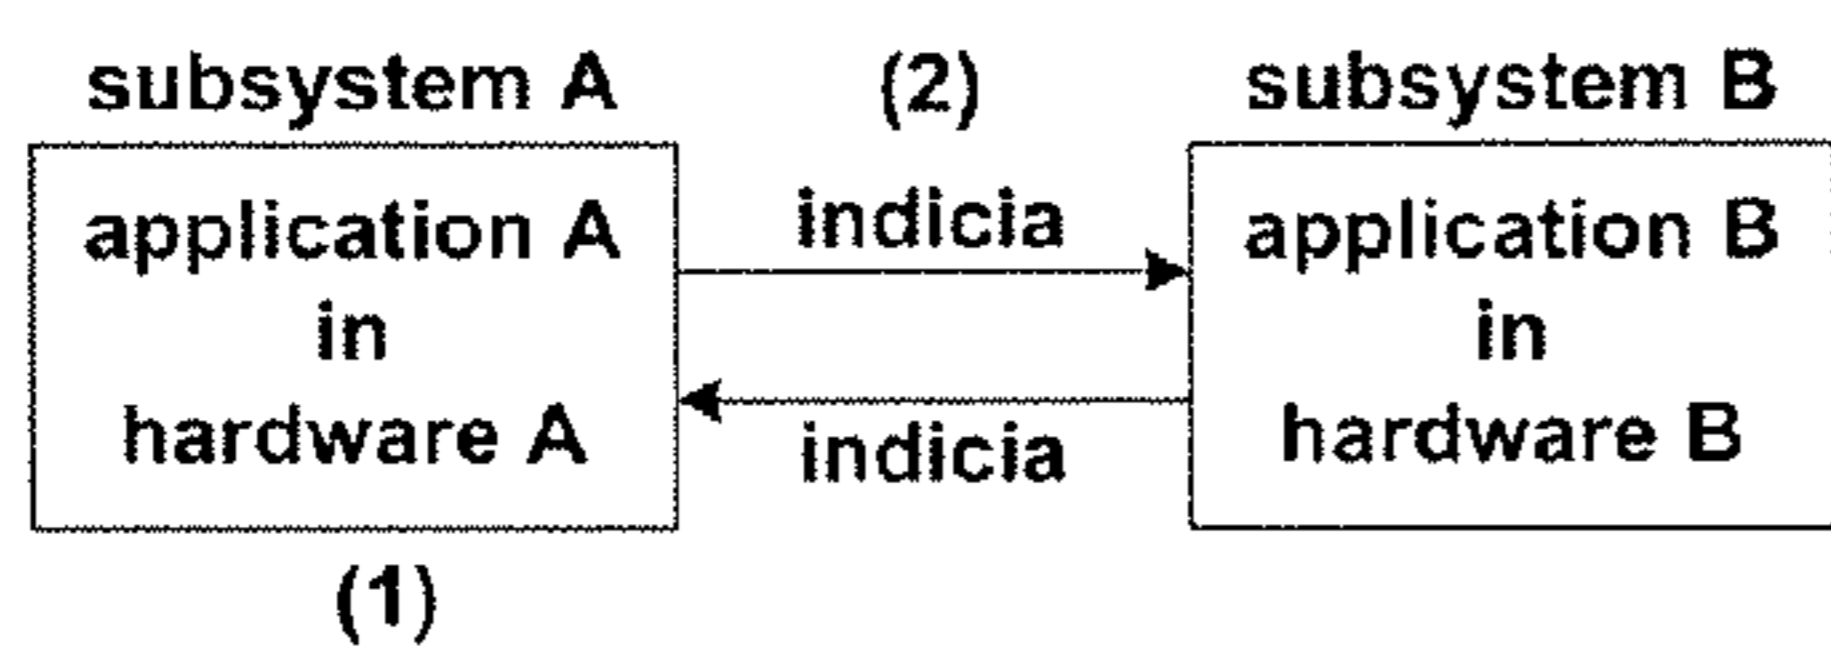 subsystem A
(2)
subsystem B
application A
in
hardware A
indicia
indicia
application B
in
hardware B
(1)